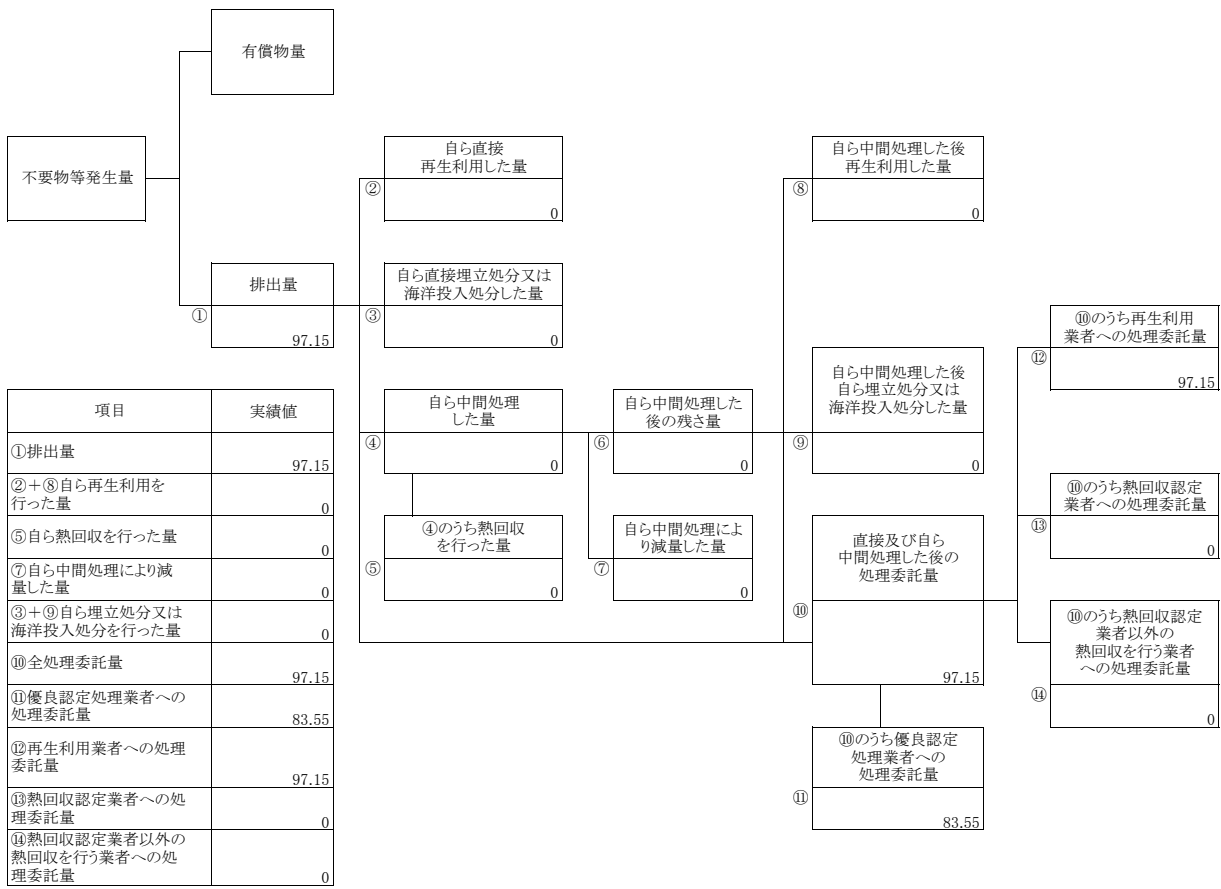 有償物量
不要物等発生量
自ら直接
再生利用した量
②
0
自ら中間処理した後
再生利用した量
⑧
0
排出量
①
97.15
自ら直接埋立処分又は
海洋投入処分した量
③
0
⑩のうち再生利用
業者への処理委託量
⑫
97.15
自ら中間処理
した量
④
0
自ら中間処理した
後の残さ量
⑥
0
自ら中間処理した後
自ら埋立処分又は
海洋投入処分した量
⑨
0
⑩のうち熱回収認定
業者への処理委託量
⑬
0
④のうち熱回収
を行った量
⑤
0
自ら中間処理によ
り減量した量
⑦
0
直接及び自ら
中間処理した後の
処理委託量
⑩
97.15
⑩のうち熱回収認定
業者以外の
熱回収を行う業者
への処理委託量
⑭
0
⑩のうち優良認定
処理業者への
処理委託量
⑪
83.55
項目 実績値
①排出量
97.15
②+⑧自ら再生利用を
行った量
0
⑤自ら熱回収を行った量
0
⑦自ら中間処理により減
量した量
0
③+⑨自ら埋立処分又は
海洋投入処分を行った量
0
⑩全処理委託量
97.15
⑪優良認定処理業者への
処理委託量
83.55
⑫再生利用業者への処理
委託量
97.15
⑬熱回収認定業者への処
理委託量
0
⑭熱回収認定業者以外の
熱回収を行う業者への処
理委託量
0